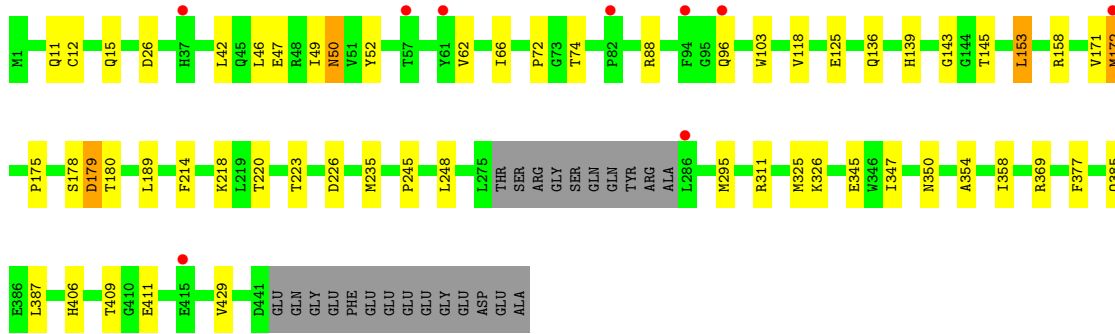 M1 Q11 C12 Q15 D26 H37 L42 Q45 L46 E47 R48 I49 N50 V51 Y52 T57 Y61 V62 I66 P72 G73 T74 P82 R88 F94 G95 Q96 W103 V118 E125 Q136 H139 G143 G144 T145 L153 R158 V171 M172
P175 S178 D179 T180 L189 F214 K218 L219 T220 T223 D226 M235 P245 L248 L275 THR SER ARG GLY SER GLN GLN TYR ARG ALA L286 M295 R311 M325 K326 E345 W346 I347 N350 A354 I358 R369 F377 Q385
E386 L387 H406 T409 G410 E411 E415 V429 D441 GLU GLN GLY GLU PHE GLU GLU GLU GLU GLY GLU ASP GLU ALA